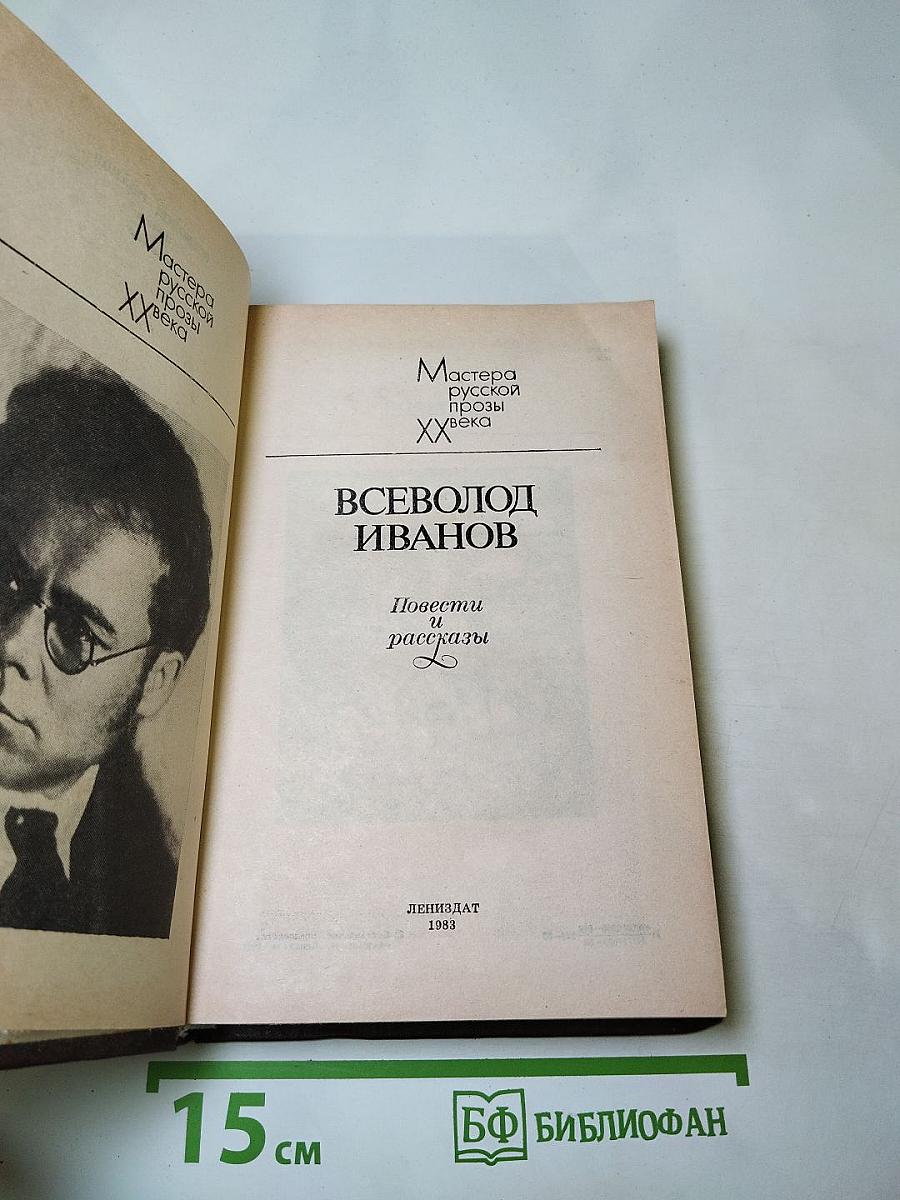 Мастера
русской
прозы
XX века
Мастера
русской
прозы
XX века
ВСЕВОЛОД
ИВАНОВ
Повести
и
рассказы
ЛЕНИЗДАТ
1983
15 см
БФ БИБЛИОФАН